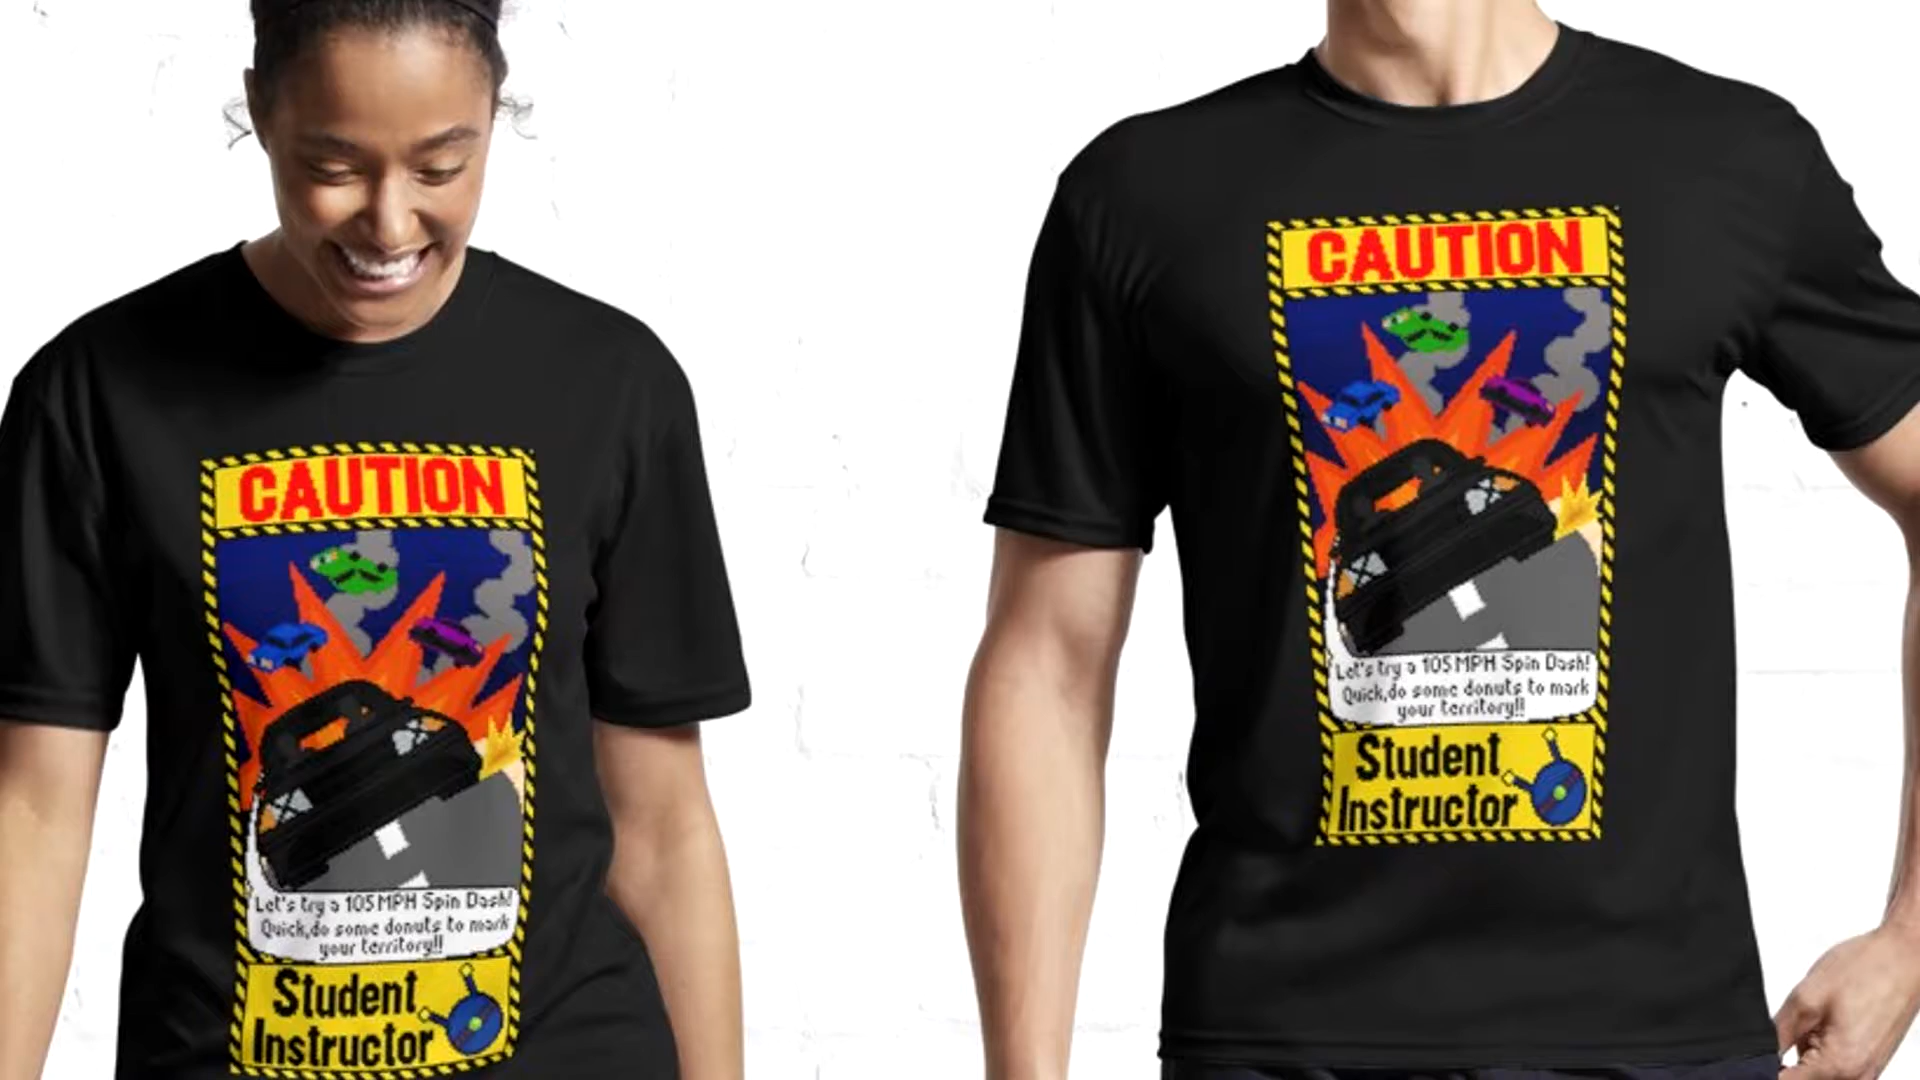 CAUTION
Let's try a 105 MPH Spin Dash!
Quick,do some donuts to mark
your territory!!
Student
Instructor
CAUTION
Let's try a 105 MPH Spin Dash!
Quick,do some donuts to mark
your territory!!
Student
Instructor